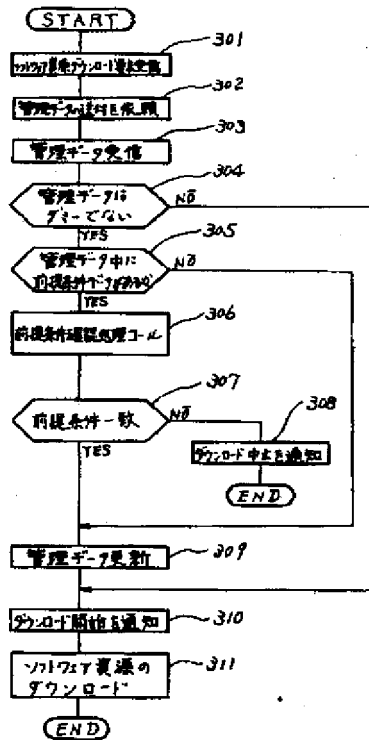 START
301
ソフトウェア資源ダウンロード要求受信
302
管理データの送付を依頼
303
管理データ受信
304
管理データは
ダミーでない
NO
YES
305
管理データ中に
前提条件データがあるか
NO
YES
306
前提条件確認処理コール
307
前提条件一致
NO
YES
308
ダウンロード中止を通知
END
309
管理データ更新
310
ダウンロード開始を通知
311
ソフトウェア資源の
ダウンロード
END